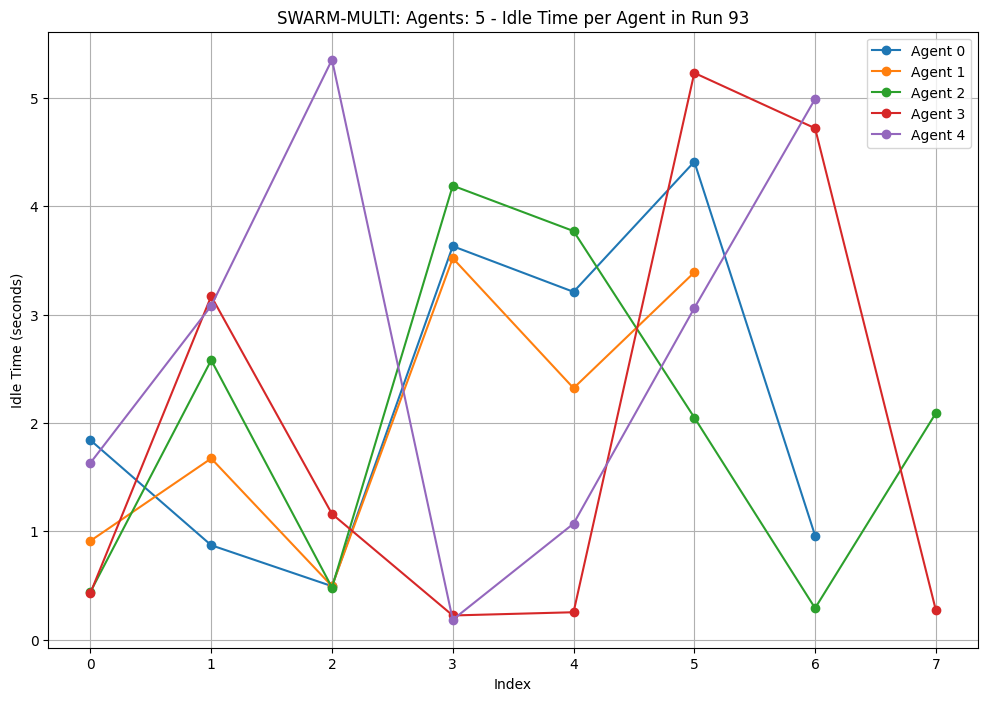 SWARM-MULTI: Agents: 5 - Idle Time per Agent in Run 93
Agent 0
Agent 1
Agent 2
Agent 3
Agent 4
Idle Time (seconds)
5
4
3
2
1
0
0 1 2 3 4 5 6 7
Index